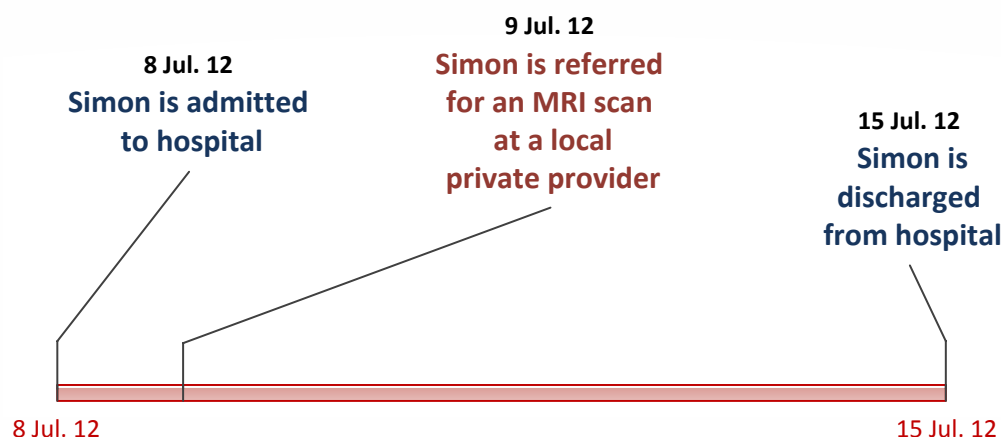 8 Jul. 12
Simon is admitted
to hospital
9 Jul. 12
Simon is referred
for an MRI scan
at a local
private provider
15 Jul. 12
Simon is
discharged
from hospital
8 Jul. 12
15 Jul. 12